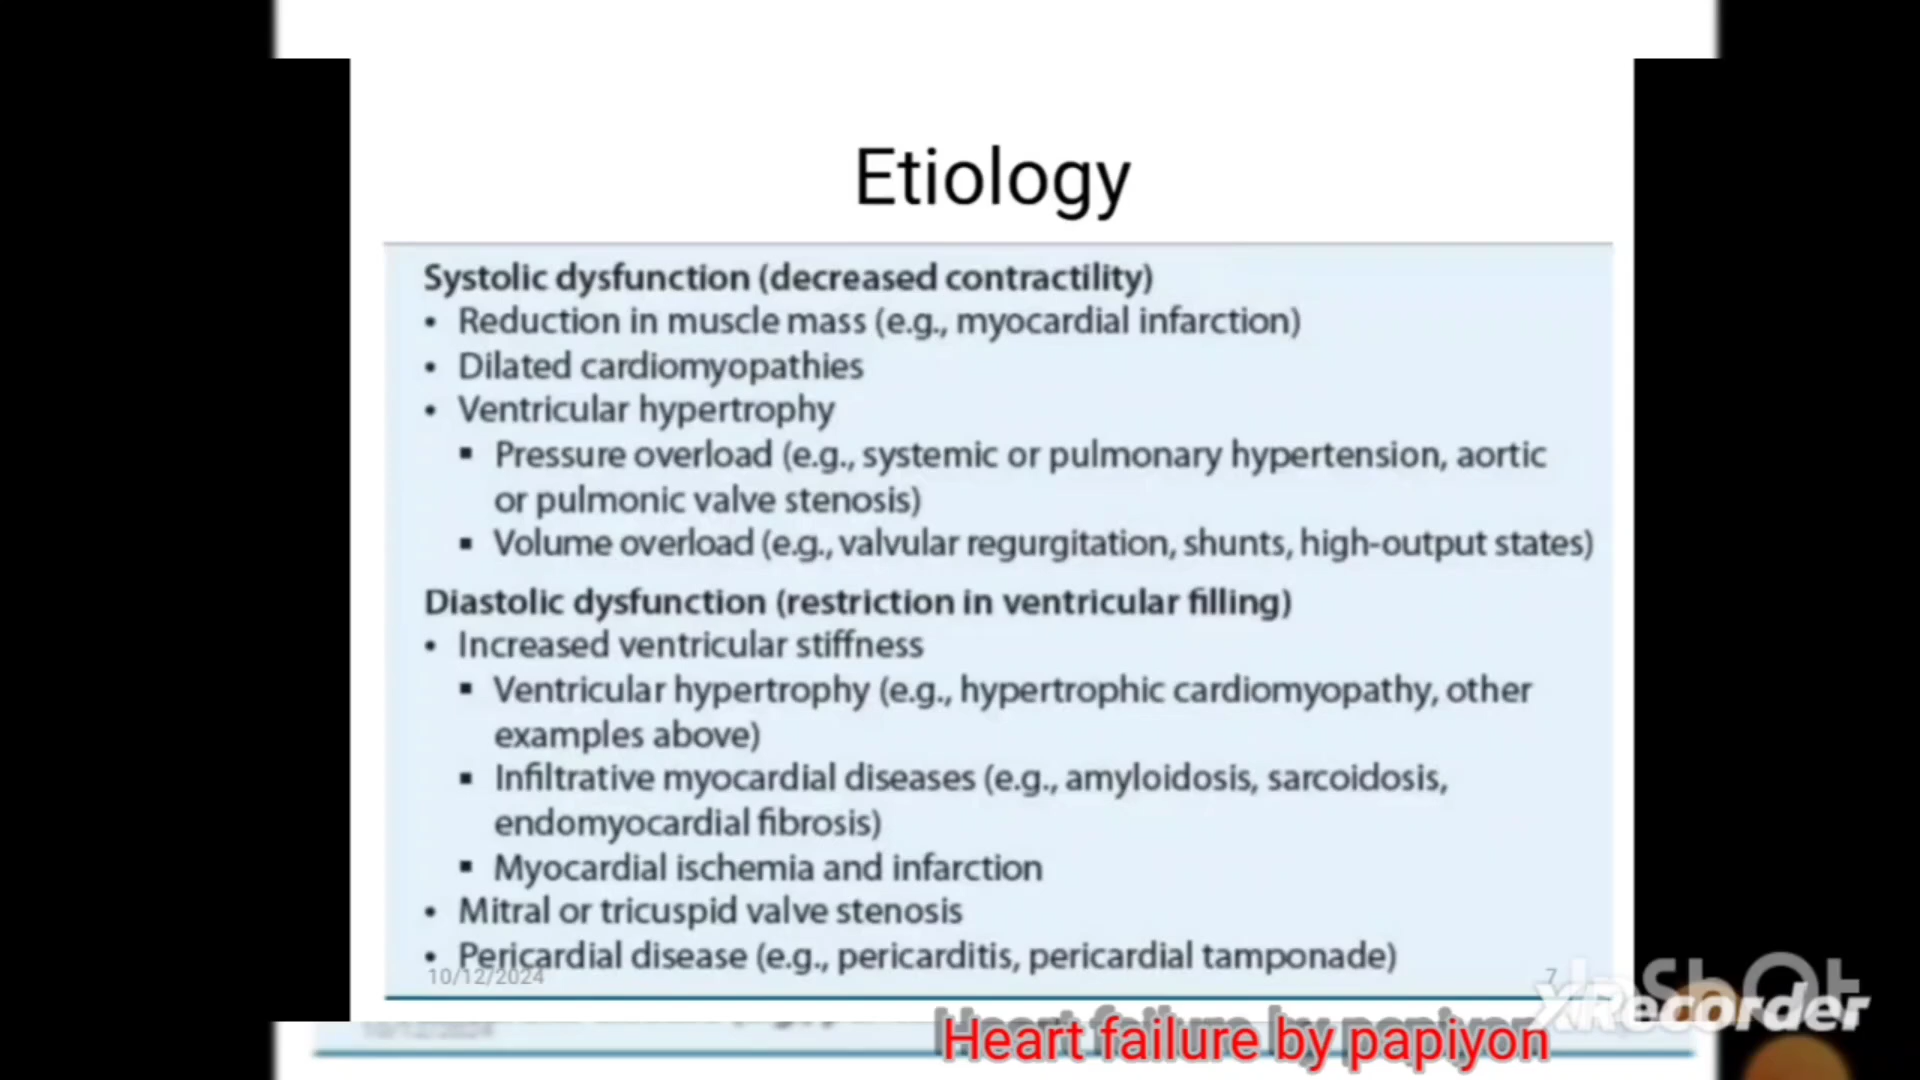 Etiology
Systolic dysfunction (decreased contractility)
• Reduction in muscle mass (e.g., myocardial infarction)
• Dilated cardiomyopathies
• Ventricular hypertrophy
▪ Pressure overload (e.g., systemic or pulmonary hypertension, aortic
or pulmonic valve stenosis)
▪ Volume overload (e.g., valvular regurgitation, shunts, high-output states)
Diastolic dysfunction (restriction in ventricular filling)
• Increased ventricular stiffness
▪ Ventricular hypertrophy (e.g., hypertrophic cardiomyopathy, other
examples above)
▪ Infiltrative myocardial diseases (e.g., amyloidosis, sarcoidosis,
endomyocardial fibrosis)
▪ Myocardial ischemia and infarction
• Mitral or tricuspid valve stenosis
• Pericardial disease (e.g., pericarditis, pericardial tamponade)
10/12/2024
7
InShOt
XRecorder
10/12/2024
Heart failure by papiyon